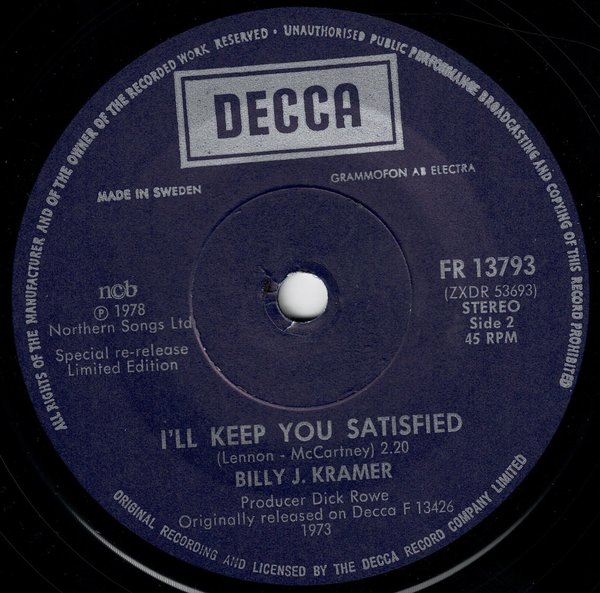 ALL RIGHTS OF THE MANUFACTURER AND OF THE OWNER OF THE RECORDED WORK RESERVED · UNAUTHORISED PUBLIC PERFORMANCE BROADCASTING AND COPYING OF THIS RECORD PROHIBITED
DECCA
MADE IN SWEDEN
GRAMMOFON AB ELECTRA
ncb
℗ 1978
Northern Songs Ltd
Special re-release
Limited Edition
FR 13793
(ZXDR 53693)
STEREO
Side 2
45 RPM
I'LL KEEP YOU SATISFIED
(Lennon - McCartney) 2.20
BILLY J. KRAMER
Producer Dick Rowe
Originally released on Decca F 13426
1973
ORIGINAL RECORDING AND LICENSED BY THE DECCA RECORD COMPANY LIMITED